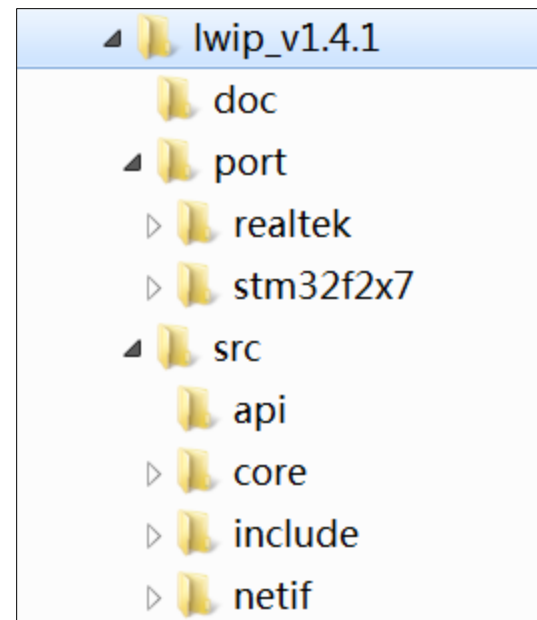 lwip_v1.4.1
doc
port
realtek
stm32f2x7
src
api
core
include
netif